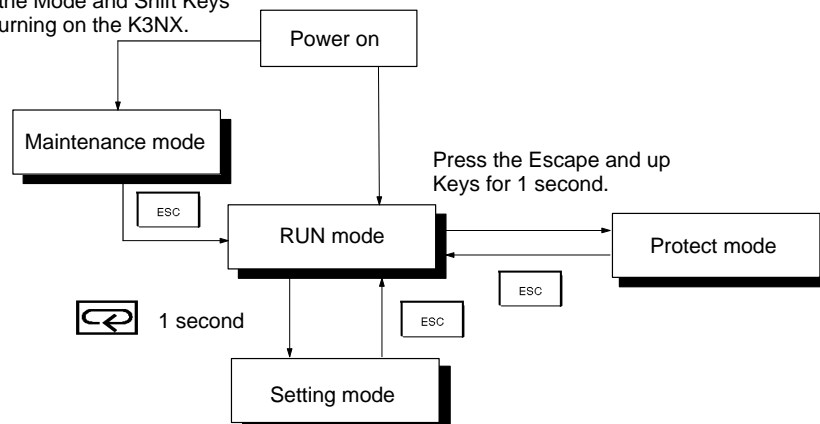 the Mode and Shift Keys
urning on the K3NX.
Power on
Maintenance mode
Press the Escape and up
Keys for 1 second.
ESC
RUN mode
Protect mode
ESC
1 second
ESC
Setting mode